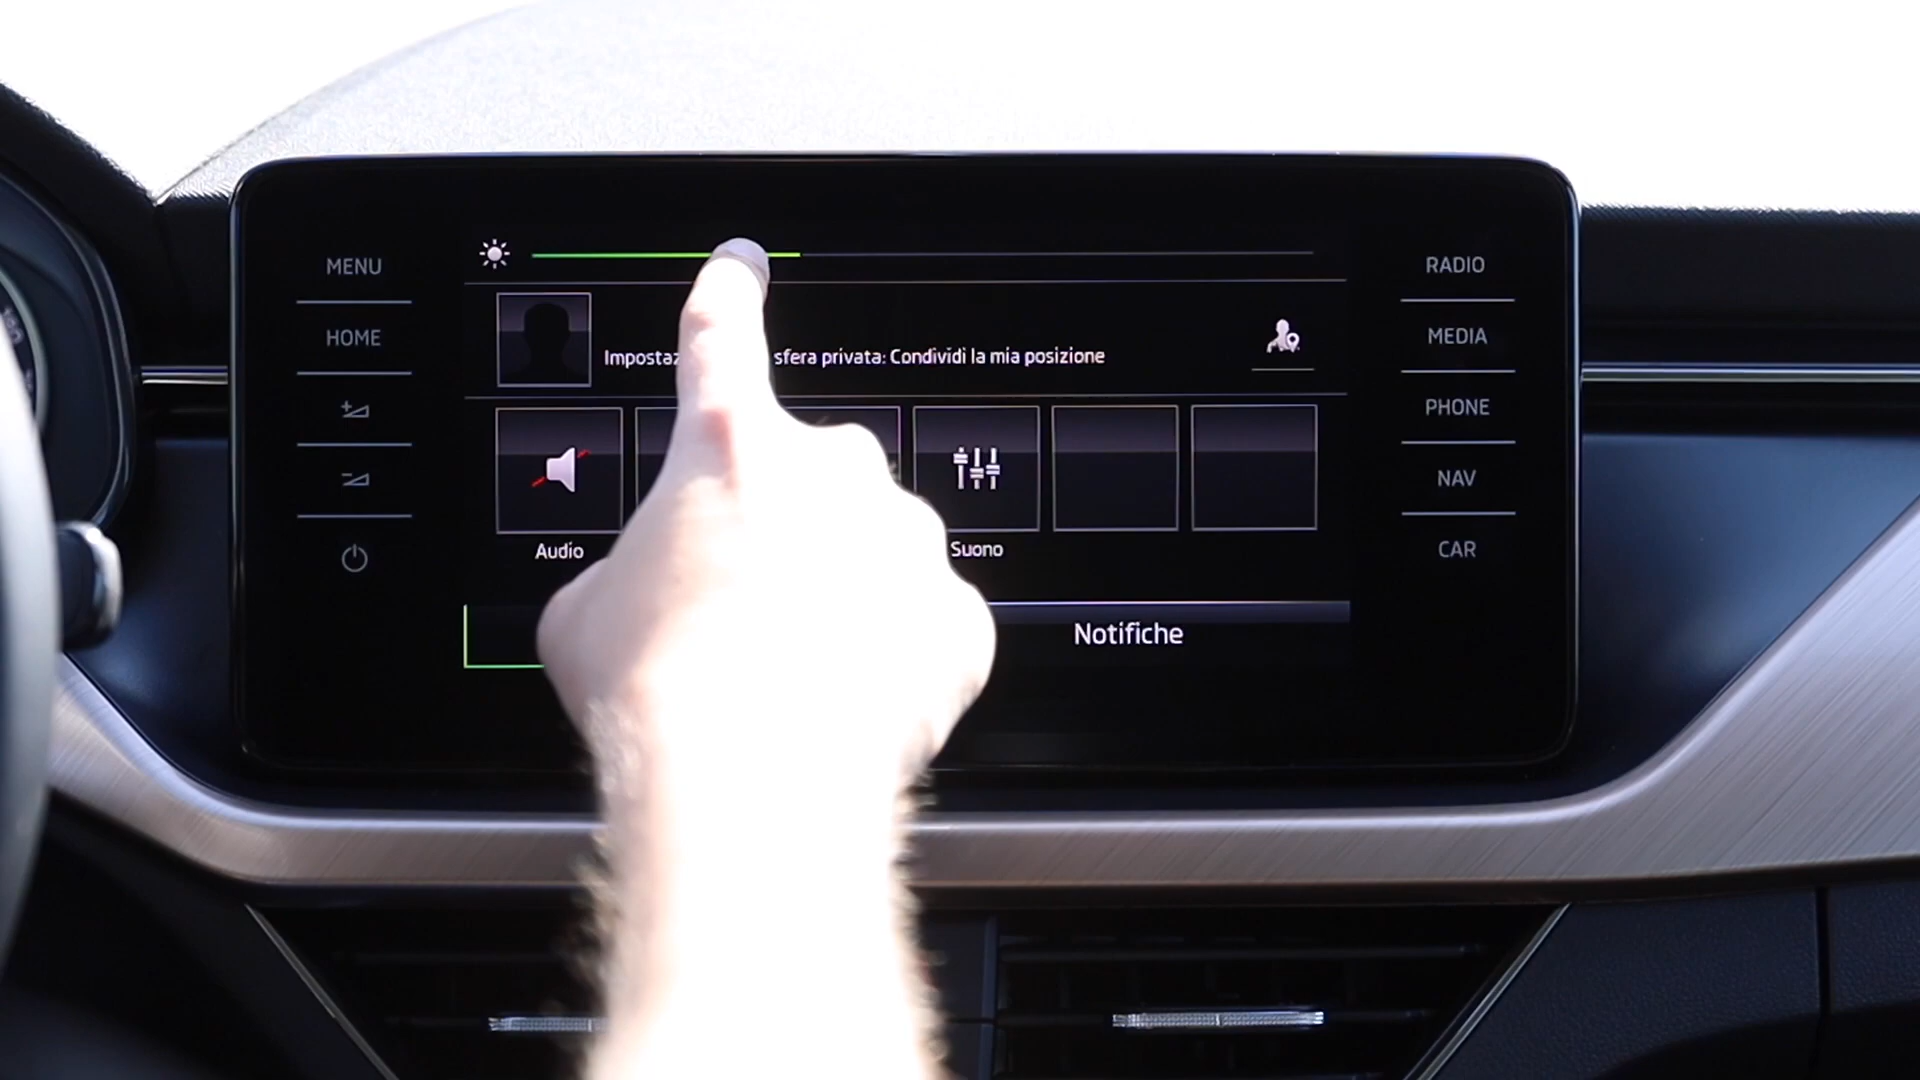 MENU
HOME
Impostaz sfera privata: Condividi la mia posizione
Audio
Suono
Notifiche
RADIO
MEDIA
PHONE
NAV
CAR